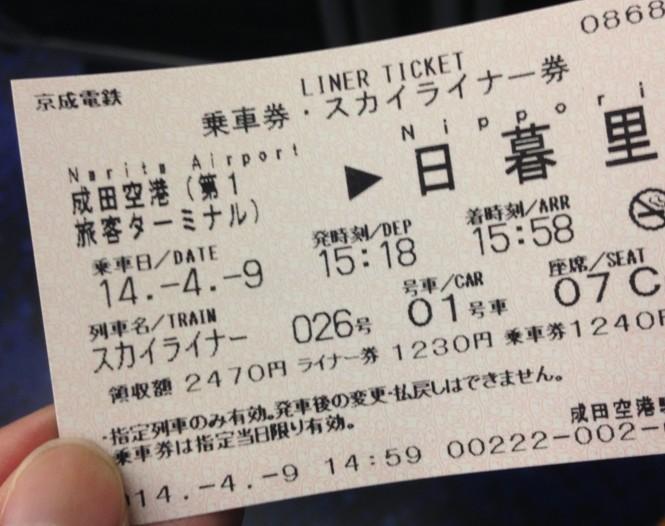 0868
京成電鉄
LINER TICKET
乗車券・スカイライナー券
Narita Airport
成田空港(第1
旅客ターミナル)
▶
Nippori
日暮里
乗車日/DATE
14.-4.-9
発時刻/DEP
15:18
着時刻/ARR
15:58
列車名/TRAIN
スカイライナー 026号
号車/CAR
01号車
座席/SEAT
07C
領収額 2470円 ライナー券 1230円 乗車券1240円
・指定列車のみ有効。発車後の変更・払戻しはできません。
乗車券は指定当日限り有効。
成田空港
014.-4.-9 14:59 00222-002-